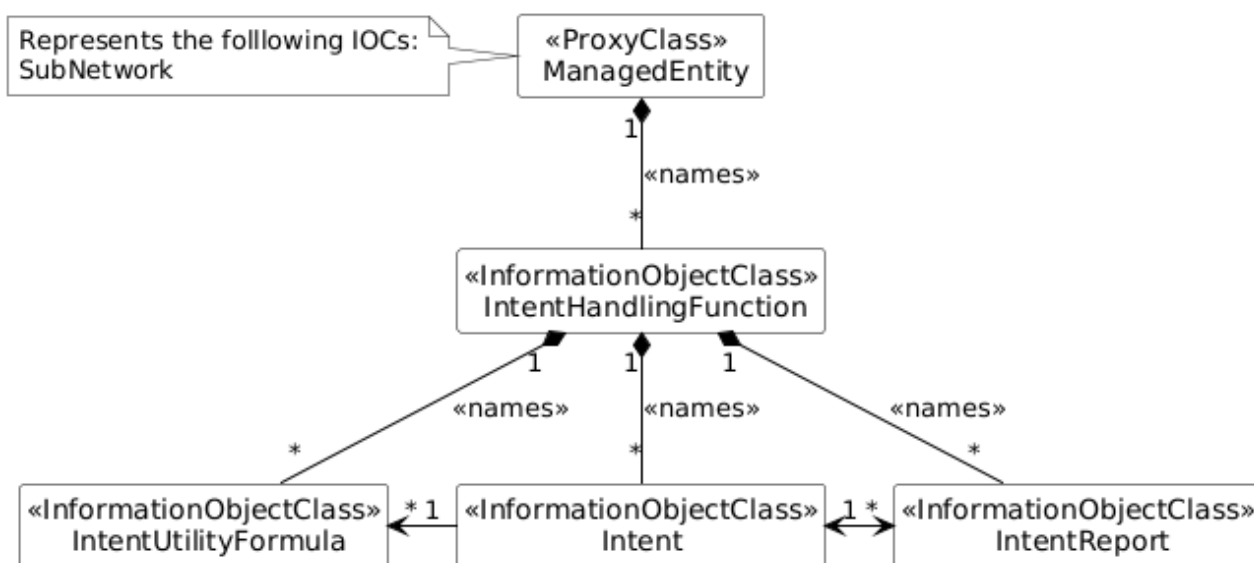 Represents the folllowing IOCs:
SubNetwork
«ProxyClass»
ManagedEntity
1
«names»
*
«InformationObjectClass»
IntentHandlingFunction
1
1
1
«names»
«names»
«names»
*
*
*
«InformationObjectClass»
IntentUtilityFormula
* 1
«InformationObjectClass»
Intent
1 *
«InformationObjectClass»
IntentReport